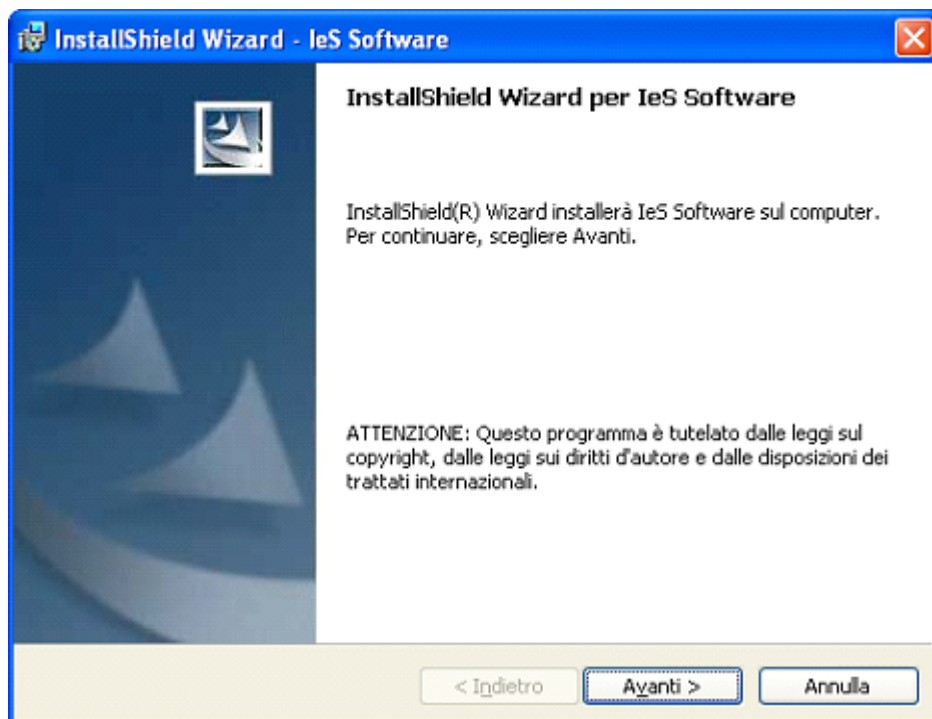 InstallShield Wizard - IeS Software
InstallShield Wizard per IeS Software
InstallShield(R) Wizard installerà IeS Software sul computer.
Per continuare, scegliere Avanti.
ATTENZIONE: Questo programma è tutelato dalle leggi sul
copyright, dalle leggi sui diritti d'autore e dalle disposizioni dei
trattati internazionali.
< Indietro
Avanti >
Annulla